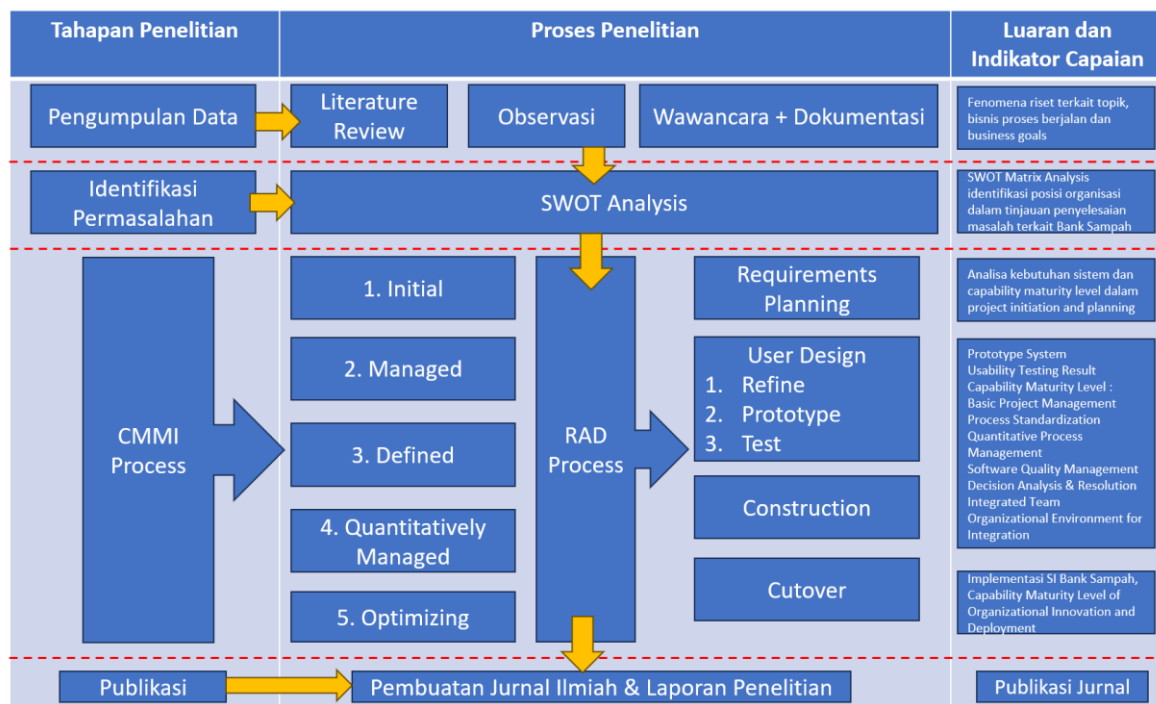 Tahapan Penelitian
Proses Penelitian
Luaran dan
Indikator Capaian
Pengumpulan Data
Literature
Review
Observasi
Wawancara + Dokumentasi
Fenomena riset terkait topik,
bisnis proses berjalan dan
business goals
Identifikasi
Permasalahan
SWOT Analysis
SWOT Matrix Analysis
identifikasi posisi organisasi
dalam tinjauan penyelesaian
masalah terkait Bank Sampah
CMMI
Process
1. Initial
2. Managed
3. Defined
4. Quantitatively
Managed
5. Optimizing
RAD
Process
Requirements
Planning
User Design
1. Refine
2. Prototype
3. Test
Construction
Cutover
Analisa kebutuhan sistem dan
capability maturity level dalam
project initiation and planning
Prototype System
Usability Testing Result
Capability Maturity Level :
Basic Project Management
Process Standardization
Quantitative Process
Management
Software Quality Management
Decision Analysis & Resolution
Integrated Team
Organizational Environment for
Integration
Implementasi SI Bank Sampah,
Capability Maturity Level of
Organizational Innovation and
Deployment
Publikasi
Pembuatan Jurnal Ilmiah & Laporan Penelitian
Publikasi Jurnal